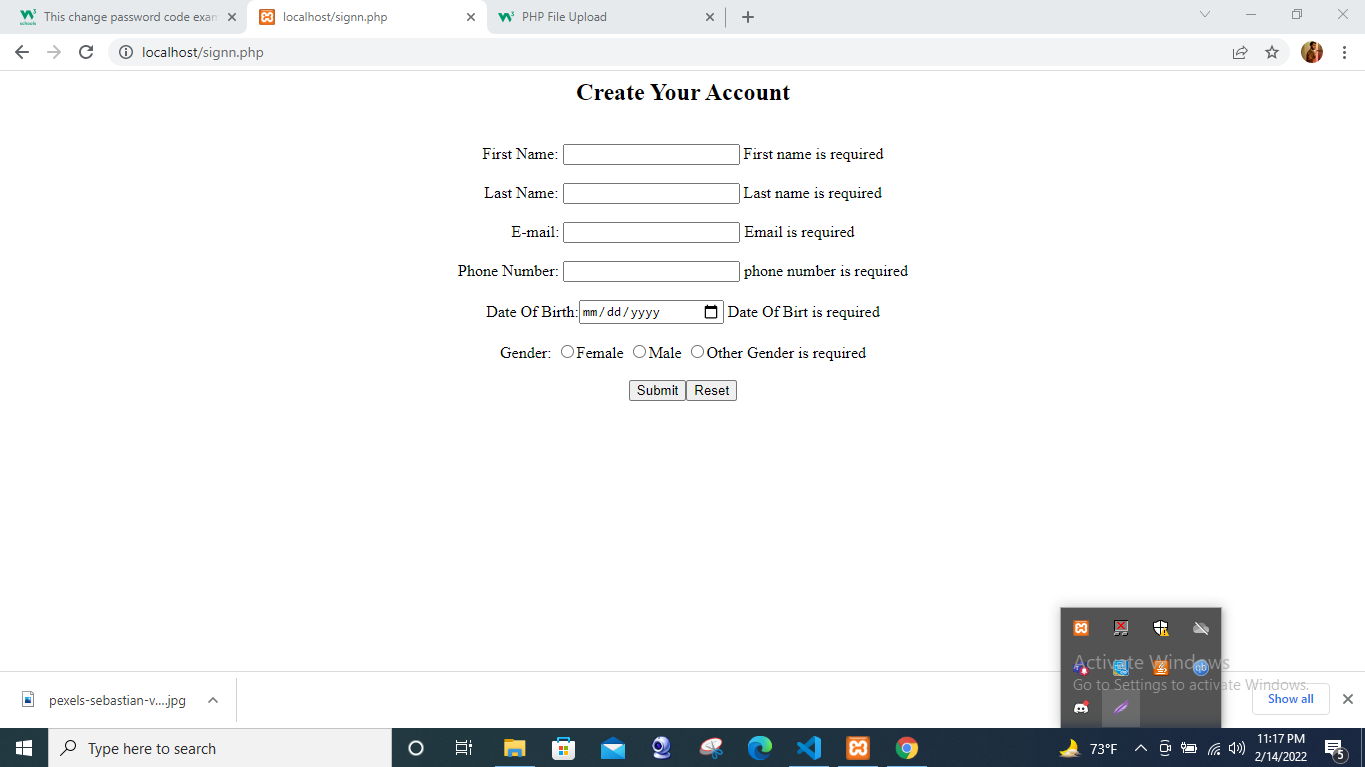 This change password code exam
localhost/signn.php
PHP File Upload
localhost/signn.php
Create Your Account
First Name: First name is required
Last Name: Last name is required
E-mail: Email is required
Phone Number: phone number is required
Date Of Birth: mm/dd/yyyy Date Of Birt is required
Gender: Female Male Other Gender is required
Submit Reset
Activate Windows
Go to Settings to activate Windows.
pexels-sebastian-v....jpg
Show all
Type here to search
73°F
11:17 PM
2/14/2022
5